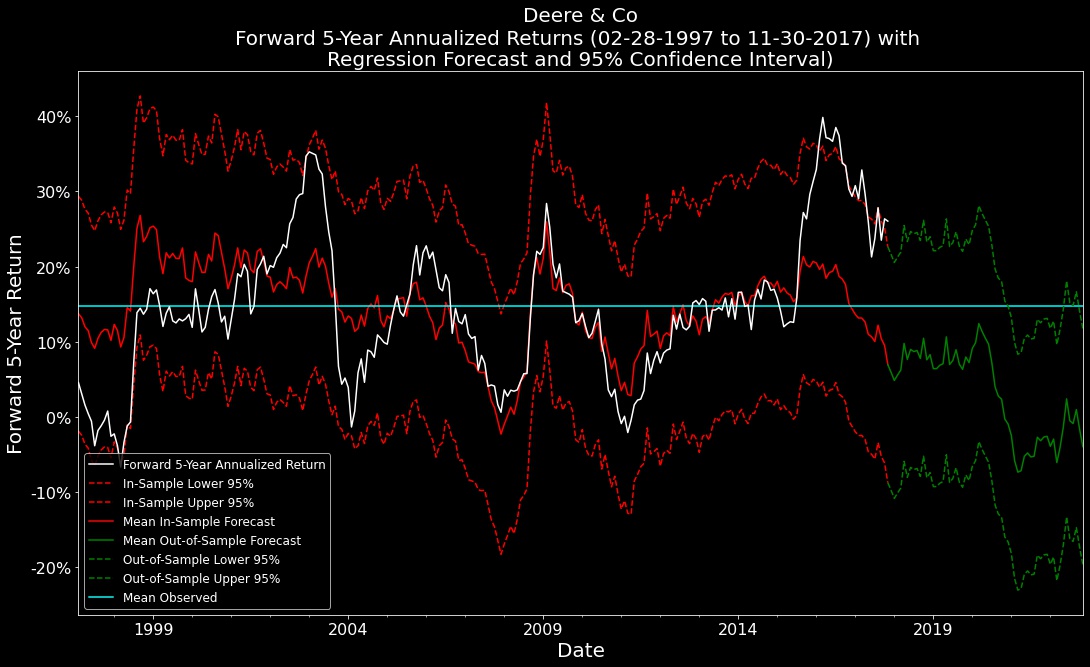 Deere & Co
Forward 5-Year Annualized Returns (02-28-1997 to 11-30-2017) with
Regression Forecast and 95% Confidence Interval)
Forward 5-Year Return
40%
30%
20%
10%
0%
-10%
-20%
Forward 5-Year Annualized Return
In-Sample Lower 95%
In-Sample Upper 95%
Mean In-Sample Forecast
Mean Out-of-Sample Forecast
Out-of-Sample Lower 95%
Out-of-Sample Upper 95%
Mean Observed
1999
2004
2009
2014
2019
Date